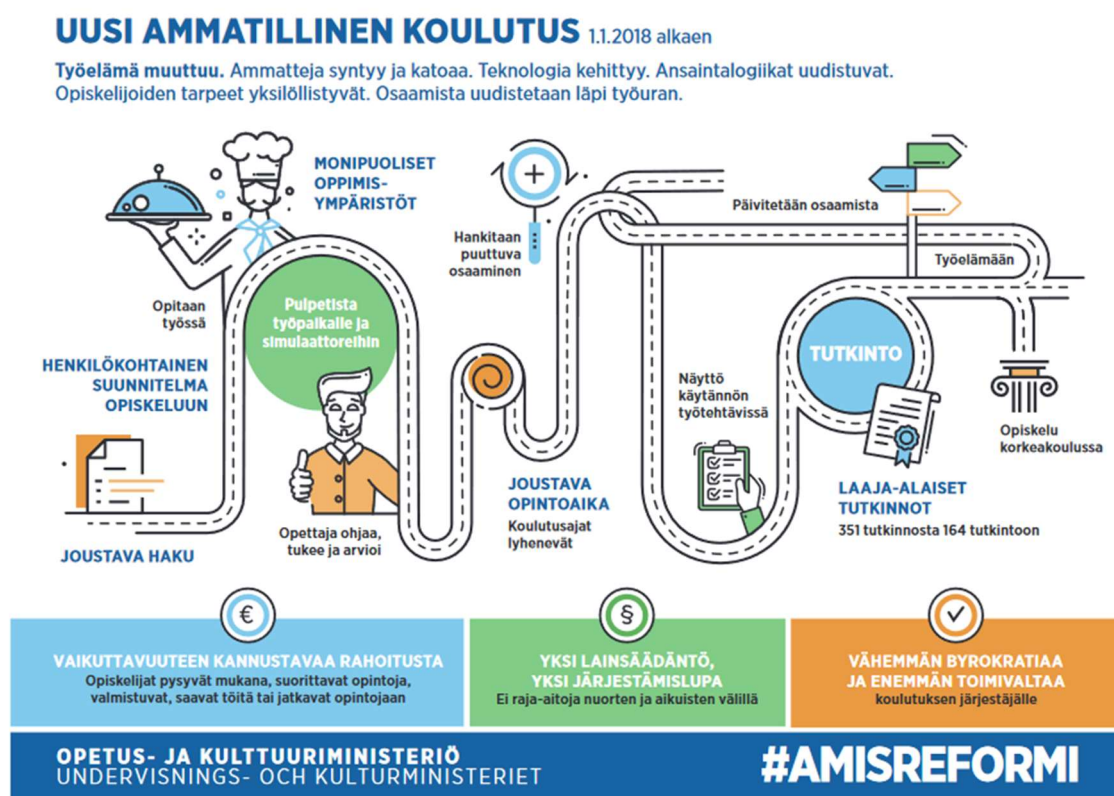 UUSI AMMATILLINEN KOULUTUS 1.1.2018 alkaen
Työelämä muuttuu. Ammatteja syntyy ja katoaa. Teknologia kehittyy. Ansaintalogiikat uudistuvat.
Opiskelijoiden tarpeet yksilöllistyvät. Osaamista uudistetaan läpi työuran.
MONIPUOLISET
OPPIMIS-
YMPÄRISTÖT
Opitaan
työssä
Pulpetista
työpaikalle ja
simulaattoreihin
HENKILÖKOHTAINEN
SUUNNITELMA
OPISKELUUN
JOUSTAVA HAKU
Opettaja ohjaa,
tukee ja arvioi
Hankitaan
puuttuva
osaaminen
JOUSTAVA
OPINTOAIKA
Koulutusajat
lyhenevät
Päivitetään osaamista
Työelämään
Näyttö
käytännön
työtehtävissä
TUTKINTO
Opiskelu
korkeakoulussa
LAAJA-ALAISET
TUTKINNOT
351 tutkinnosta 164 tutkintoon
€
VAIKUTTAVUUTEEN KANNUSTAVAA RAHOITUSTA
Opiskelijat pysyvät mukana, suorittavat opintoja,
valmistuvat, saavat töitä tai jatkavat opintojaan
§
YKSI LAINSÄÄDÄNTÖ,
YKSI JÄRJESTÄMISLUPA
Ei raja-aitoja nuorten ja aikuisten välillä
VÄHEMMÄN BYROKRATIAA
JA ENEMMÄN TOIMIVALTAA
koulutuksen järjestäjälle
OPETUS- JA KULTTUURIMINISTERIÖ
UNDERVISNINGS- OCH KULTURMINISTERIET
#AMISREFORMI